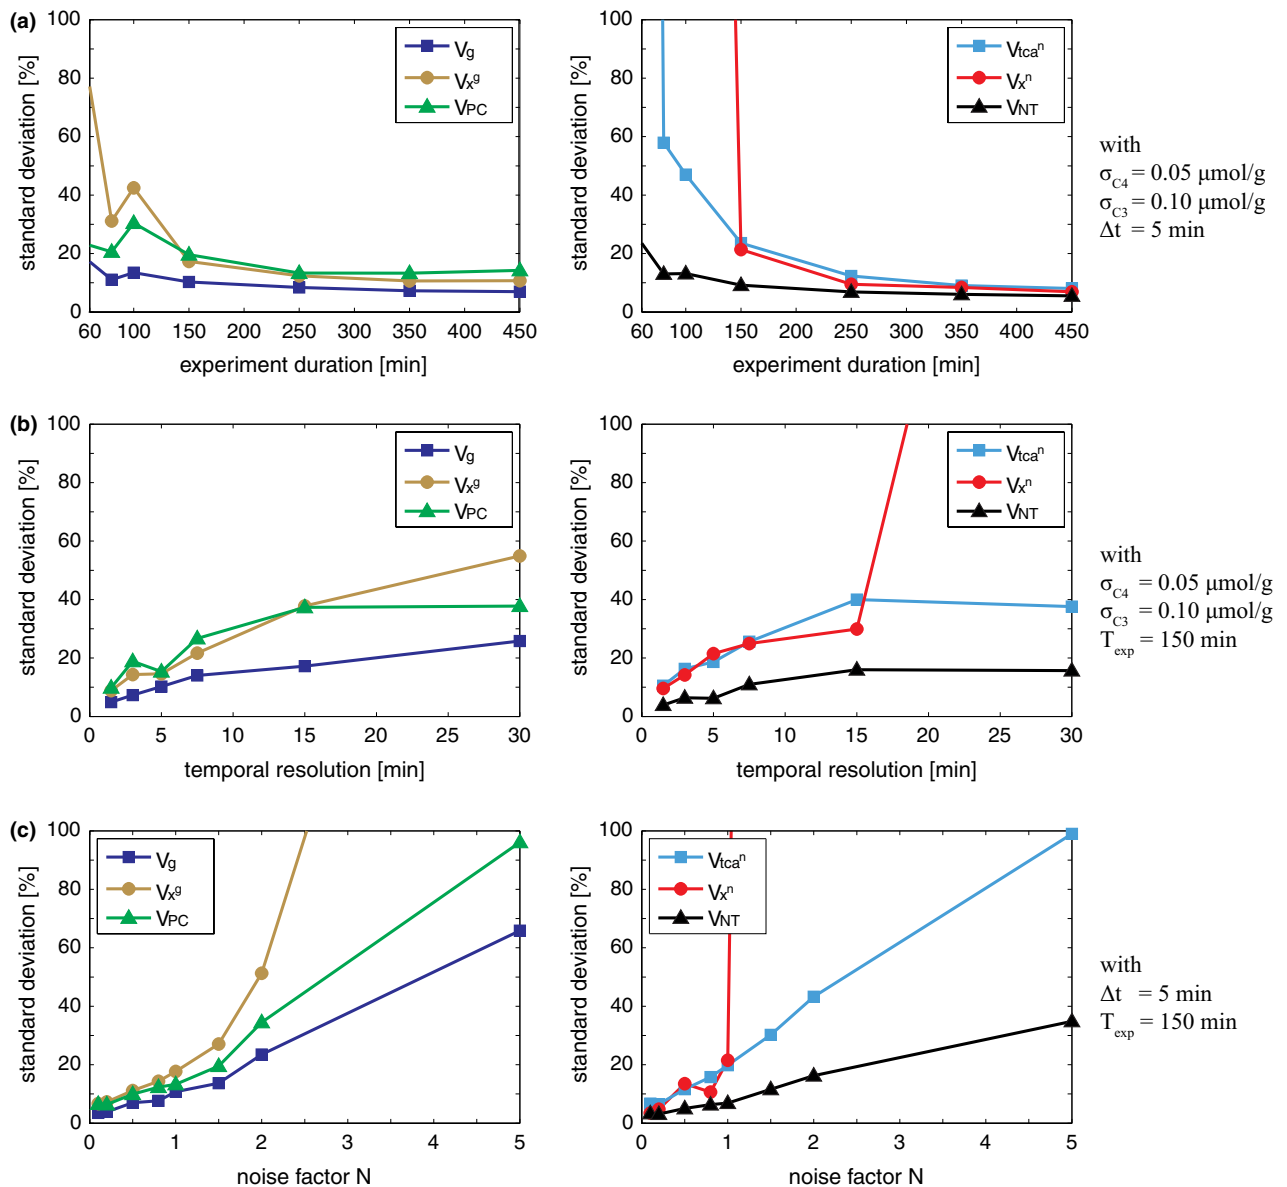 (a)
100
80
60
40
20
0
standard deviation [%]
Vg
Vxg
VPC
60 100 150 200 250 300 350 400 450
experiment duration [min]
100
80
60
40
20
0
standard deviation [%]
Vtcan
Vxn
VNT
60 100 150 200 250 300 350 400 450
experiment duration [min]
with
σC4 = 0.05 μmol/g
σC3 = 0.10 μmol/g
Δt = 5 min
(b)
100
80
60
40
20
0
standard deviation [%]
Vg
Vxg
VPC
0 5 10 15 20 25 30
temporal resolution [min]
100
80
60
40
20
0
standard deviation [%]
Vtcan
Vxn
VNT
0 5 10 15 20 25 30
temporal resolution [min]
with
σC4 = 0.05 μmol/g
σC3 = 0.10 μmol/g
Texp = 150 min
(c)
100
80
60
40
20
0
standard deviation [%]
Vg
Vxg
VPC
0 1 2 3 4 5
noise factor N
100
80
60
40
20
0
standard deviation [%]
Vtcan
Vxn
VNT
0 1 2 3 4 5
noise factor N
with
Δt = 5 min
Texp = 150 min